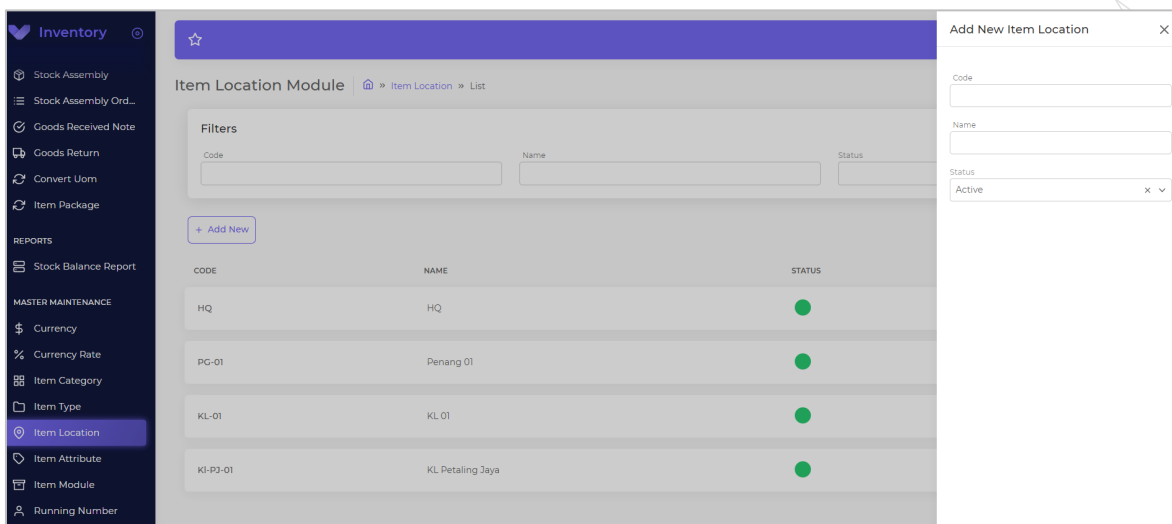 Inventory
Stock Assembly
Stock Assembly Ord...
Goods Received Note
Goods Return
Convert Uom
Item Package
REPORTS
Stock Balance Report
MASTER MAINTENANCE
Currency
Currency Rate
Item Category
Item Type
Item Location
Item Attribute
Item Module
Running Number
Item Location Module » Item Location » List
Filters
Code Name Status
+ Add New
CODE NAME STATUS
HQ HQ
PG-01 Penang 01
KL-01 KL 01
Kl-PJ-01 KL Petaling Jaya
Add New Item Location
Code
Name
Status
Active